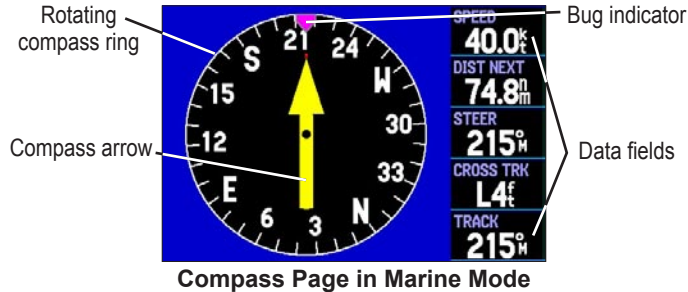 Rotating
compass ring
Bug indicator
Compass arrow
Data fields
21
24
S
W
15
30
12
33
E
N
6
3
SPEED
40.0kt
DIST NEXT
74.8nm
STEER
215°M
CROSS TRK
L4ft
TRACK
215°M
Compass Page in Marine Mode